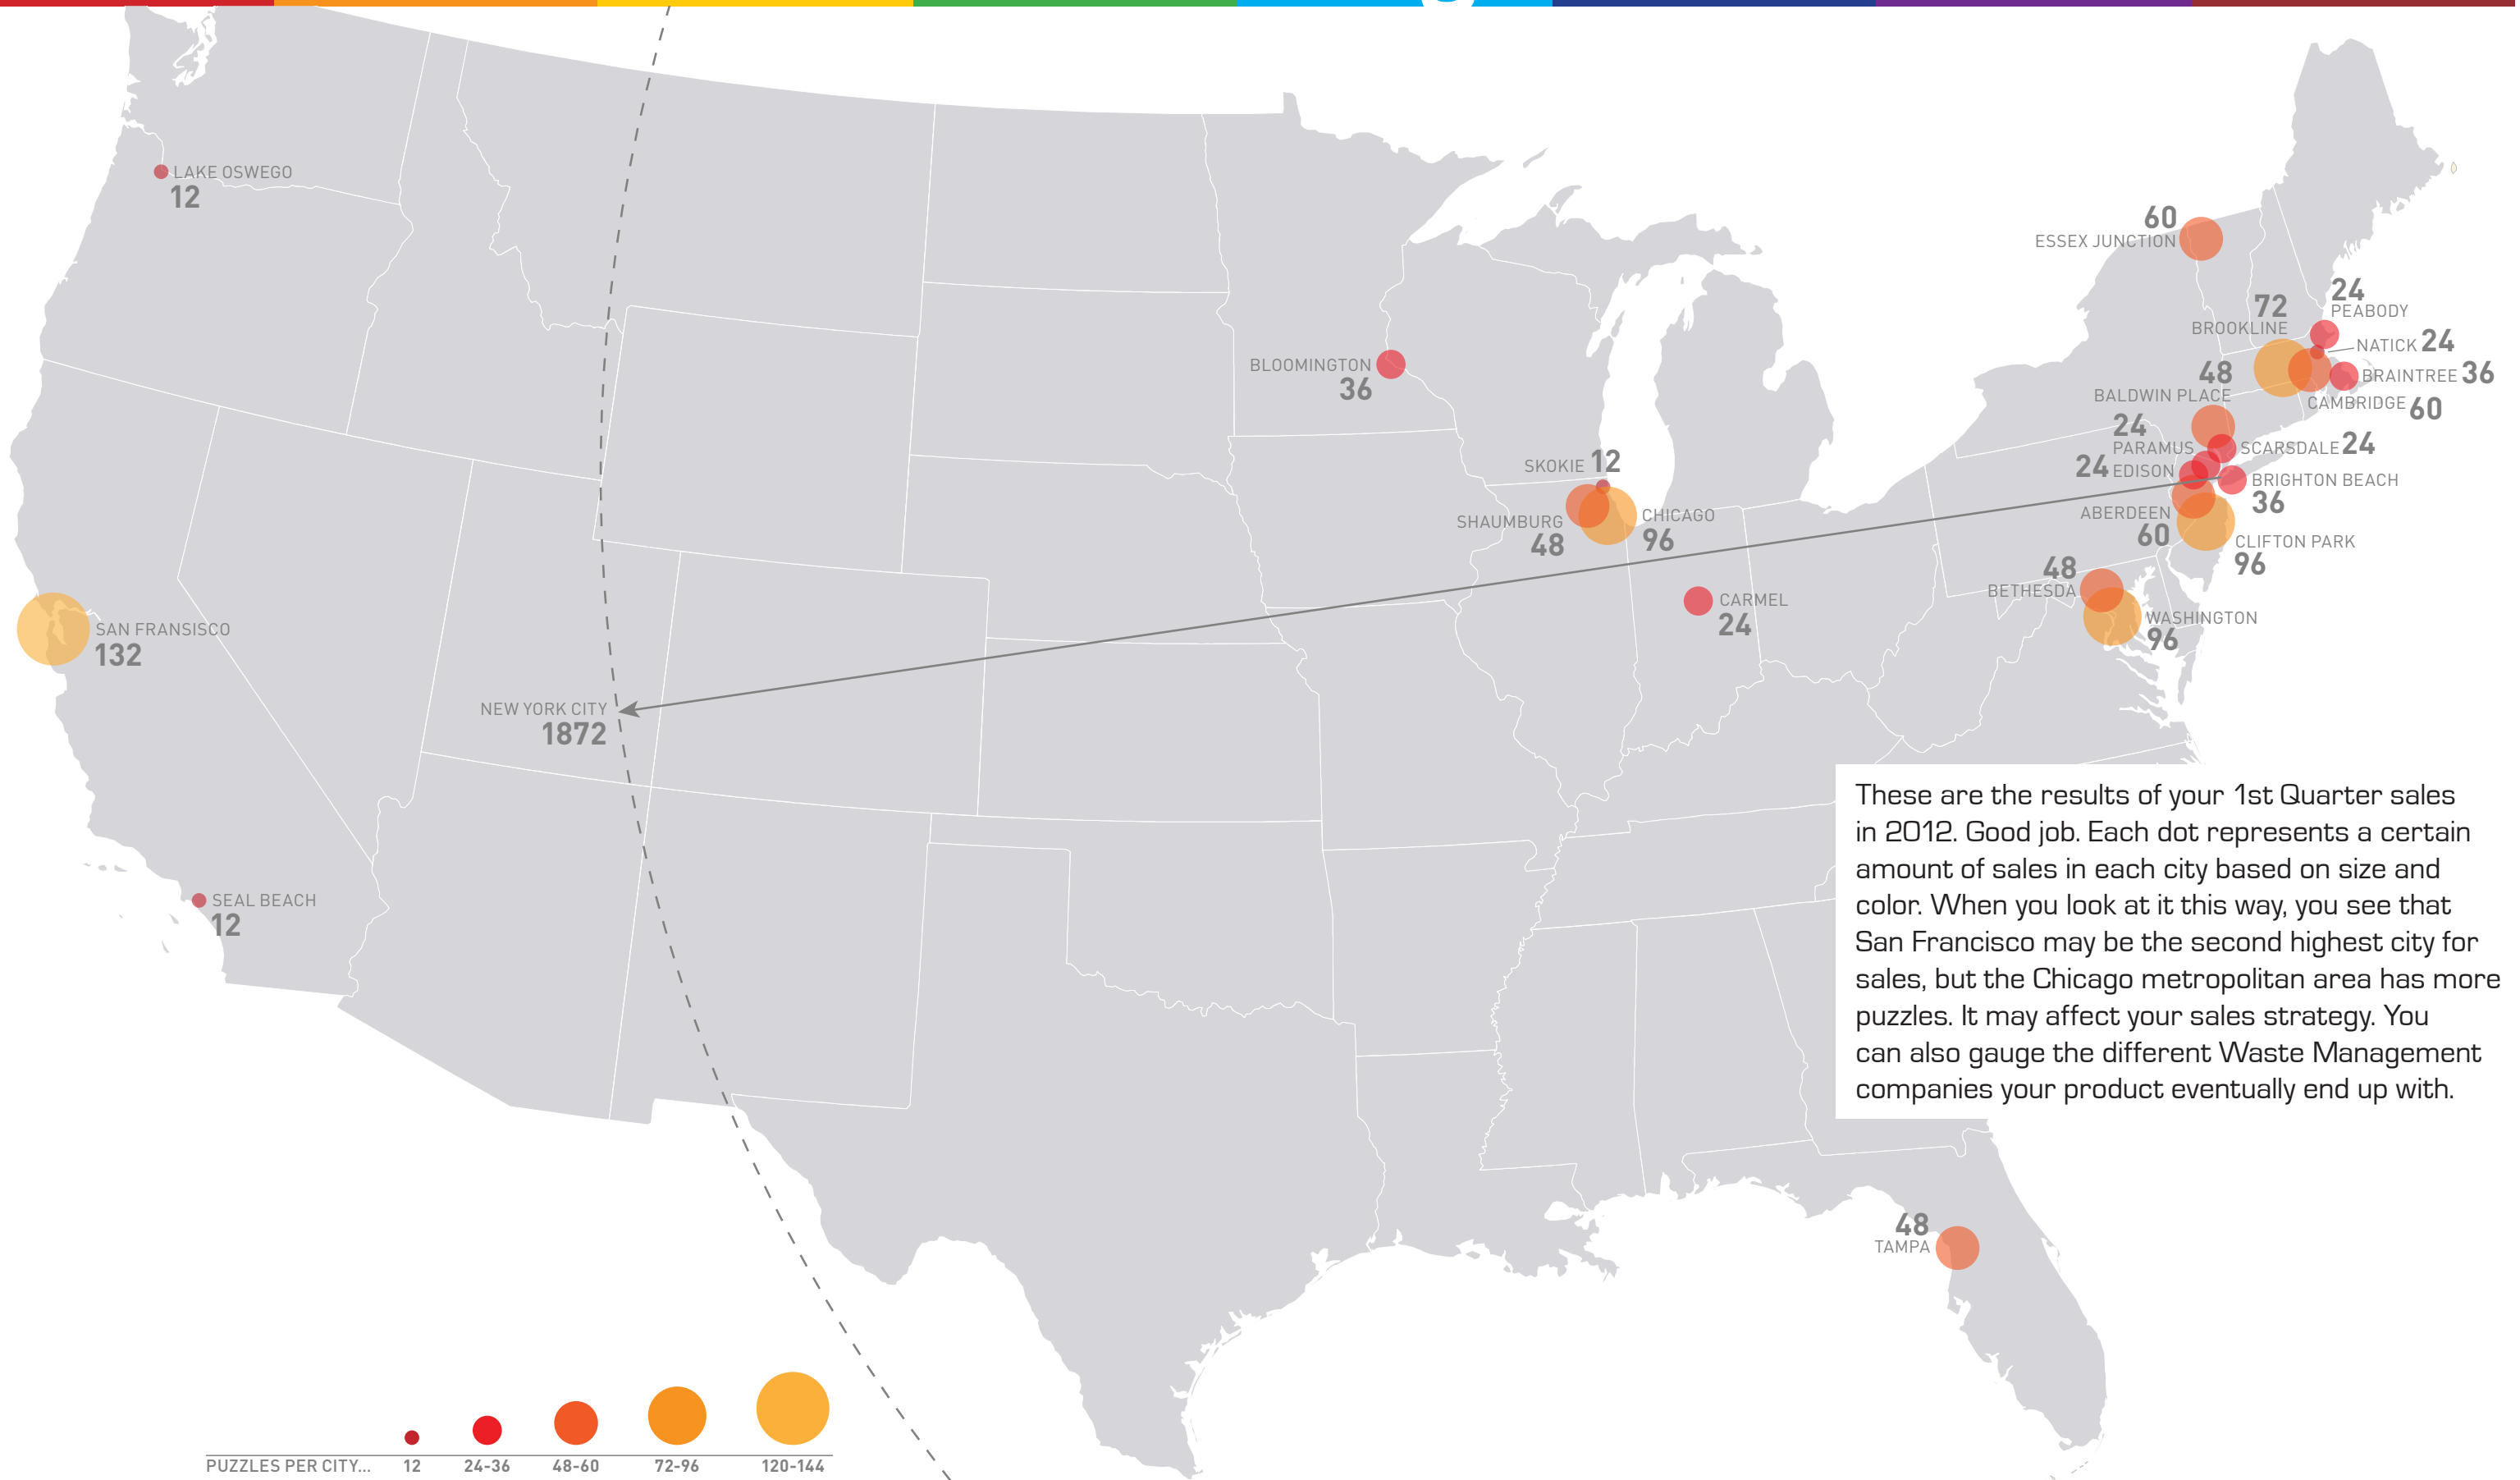 LAKE OSWEGO
12
60
ESSEX JUNCTION
24
PEABODY
72
BROOKLINE
NATICK 24
BRAINTREE 36
CAMBRIDGE 60
48
BALDWIN PLACE
24
PARAMUS
SCARSDALE 24
24 EDISON
BRIGHTON BEACH
36
ABERDEEN
60
CLIFTON PARK
96
BLOOMINGTON
36
SKOKIE 12
SHAUMBURG
48
CHICAGO
96
CARMEL
24
48
BETHESDA
WASHINGTON
96
SAN FRANSISCO
132
NEW YORK CITY
1872
SEAL BEACH
12
These are the results of your 1st Quarter sales
in 2012. Good job. Each dot represents a certain
amount of sales in each city based on size and
color. When you look at it this way, you see that
San Francisco may be the second highest city for
sales, but the Chicago metropolitan area has more
puzzles. It may affect your sales strategy. You
can also gauge the different Waste Management
companies your product eventually end up with.
48
TAMPA
PUZZLES PER CITY... 12 24-36 48-60 72-96 120-144